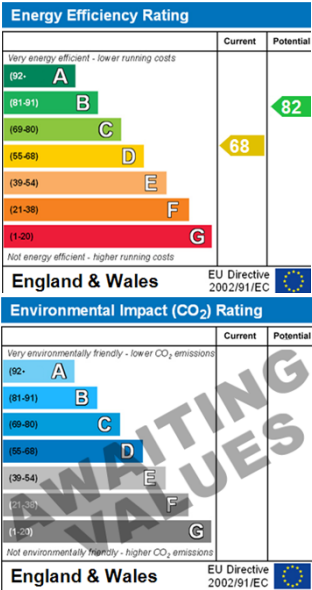 Energy Efficiency Rating
Current Potential
Very energy efficient - lower running costs
(92- A
(81-91) B
82
(69-80) C
68
(55-68) D
(39-54) E
(21-38) F
(1-20) G
Not energy efficient - higher running costs
England & Wales
EU Directive
2002/91/EC
Environmental Impact (CO₂) Rating
Current Potential
Very environmentally friendly - lower CO₂ emissions
(92- A
(81-91) B
(69-80) C
(55-68) D
(39-54) E
(21-38) F
(1-20) G
AWAITING
VALUES
Not environmentally friendly - higher CO₂ emissions
England & Wales
EU Directive
2002/91/EC